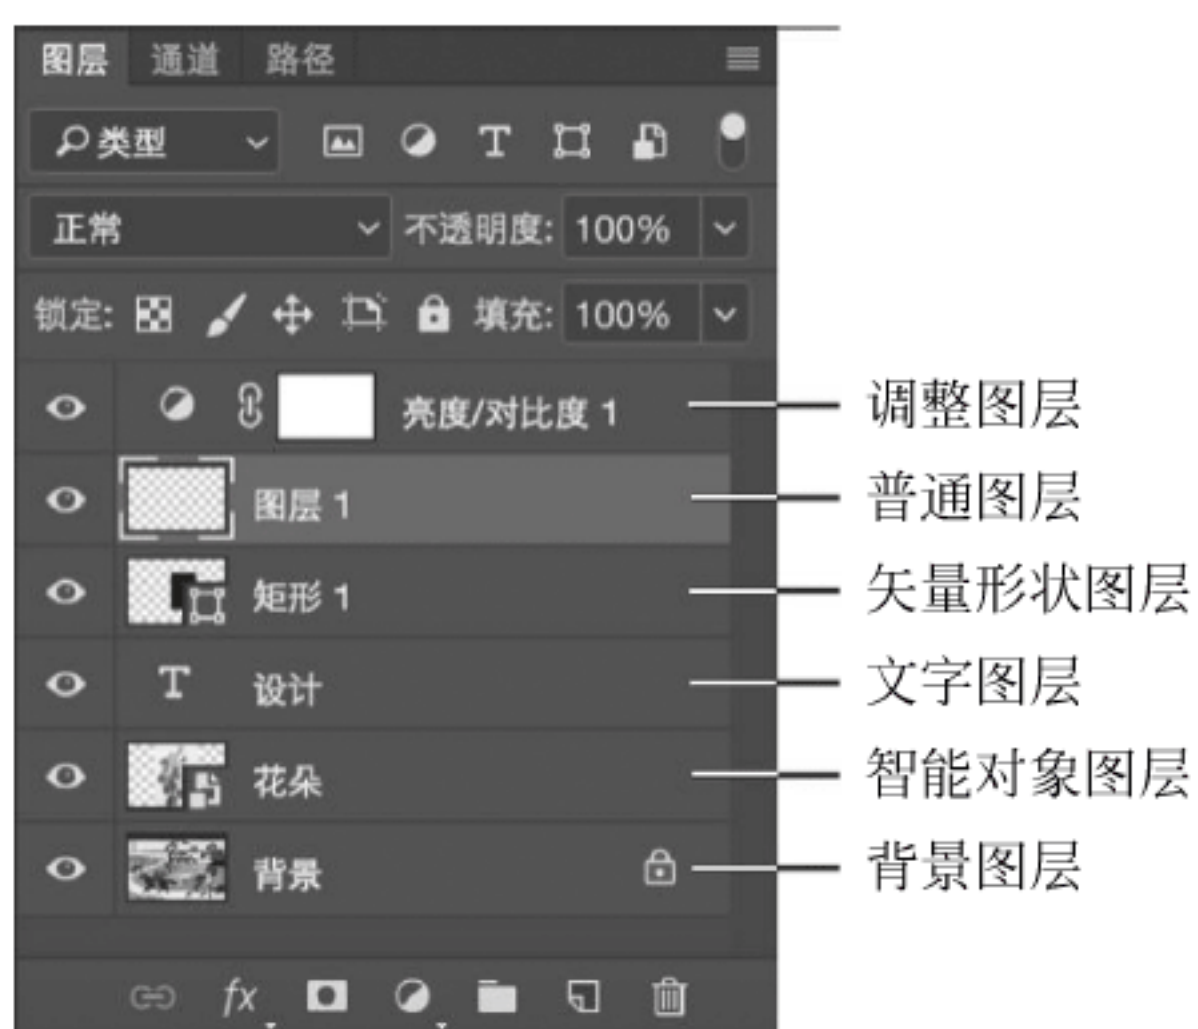 图层 通道 路径
类型 T
正常 不透明度: 100%
锁定: 填充: 100%
亮度/对比度 1 调整图层
图层 1 普通图层
矩形 1 矢量形状图层
T 设计 文字图层
花朵 智能对象图层
背景 背景图层
fx